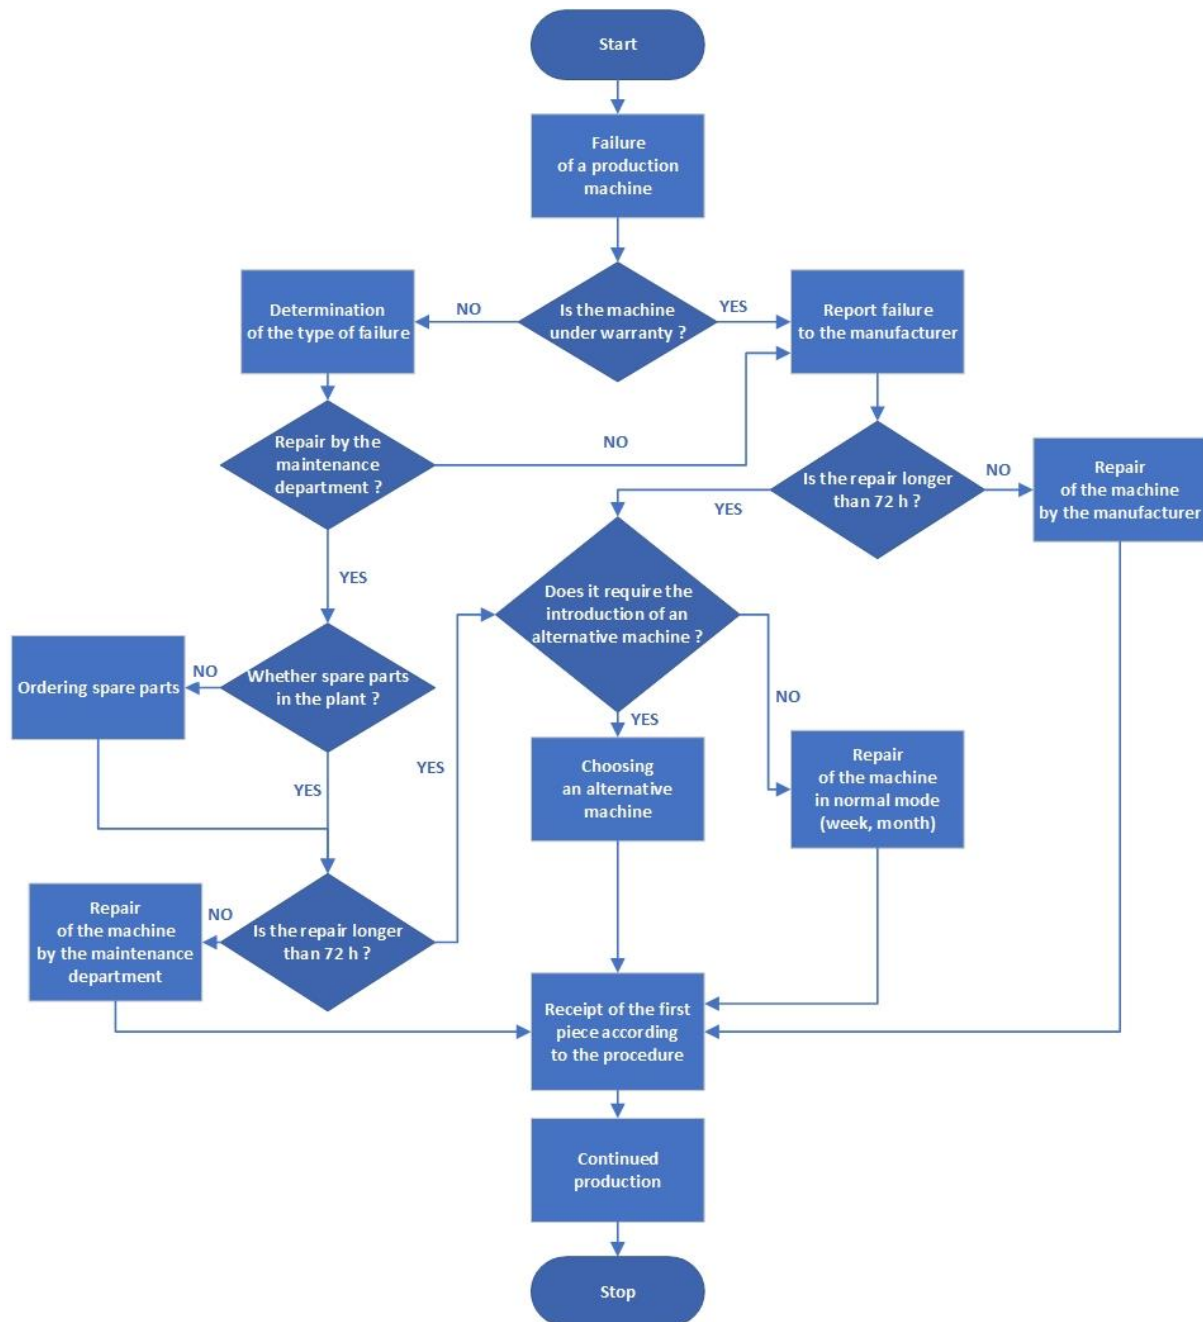 Start
Failure
of a production
machine
Is the machine
under warranty ?
NO
YES
Determination
of the type of failure
Report failure
to the manufacturer
Repair by the
maintenance
department ?
NO
Is the repair longer
than 72 h ?
NO
Repair
of the machine
by the manufacturer
YES
YES
Does it require the
introduction of an
alternative machine ?
Whether spare parts
in the plant ?
NO
Ordering spare parts
NO
YES
YES
YES
Choosing
an alternative
machine
Repair
of the machine
in normal mode
(week, month)
Is the repair longer
than 72 h ?
NO
Repair
of the machine
by the maintenance
department
Receipt of the first
piece according
to the procedure
Continued
production
Stop